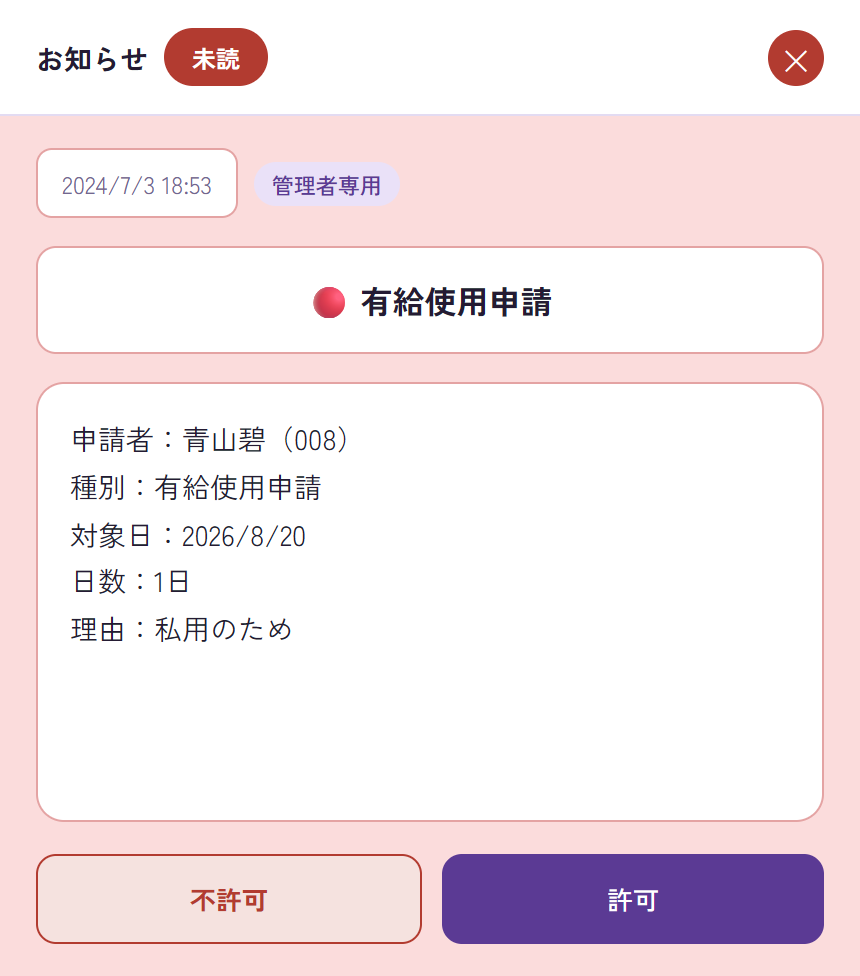 お知らせ
未読
2024/7/3 18:53
管理者専用
有給使用申請
申請者：青山碧（008）
種別：有給使用申請
対象日：2026/8/20
日数：1日
理由：私用のため
不許可
許可